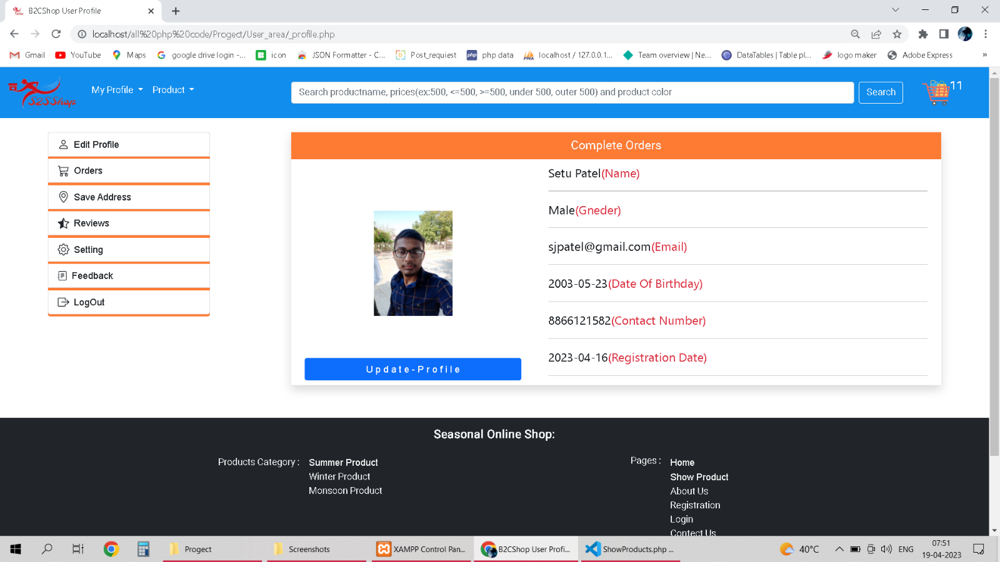 B2CShop User Profile
localhost/all%20php%20code/Progect/User_area/_profile.php
Gmail
YouTube
Maps
google drive login -...
icon
JSON Formatter - C...
Post_requiest
php data
localhost / 127.0.0.1...
Team overview | Ne...
DataTables | Table pl...
logo maker
Adobe Express
»
S2SShop
My Profile
Product
Search productname, prices(ex:500, <=500, >=500, under 500, outer 500) and product color
Search
11
Edit Profile
Orders
Save Address
Reviews
Setting
Feedback
LogOut
Complete Orders
Setu Patel(Name)
Male(Gneder)
sjpatel@gmail.com(Email)
2003-05-23(Date Of Birthday)
8866121582(Contact Number)
2023-04-16(Registration Date)
Update-Profile
Seasonal Online Shop:
Products Category :
Summer Product
Winter Product
Monsoon Product
Pages :
Home
Show Product
About Us
Registration
Login
Contect Us
Progect
Screenshots
XAMPP Control Pan...
B2CShop User Profi...
ShowProducts.php ...
40°C
ENG
07:51
19-04-2023